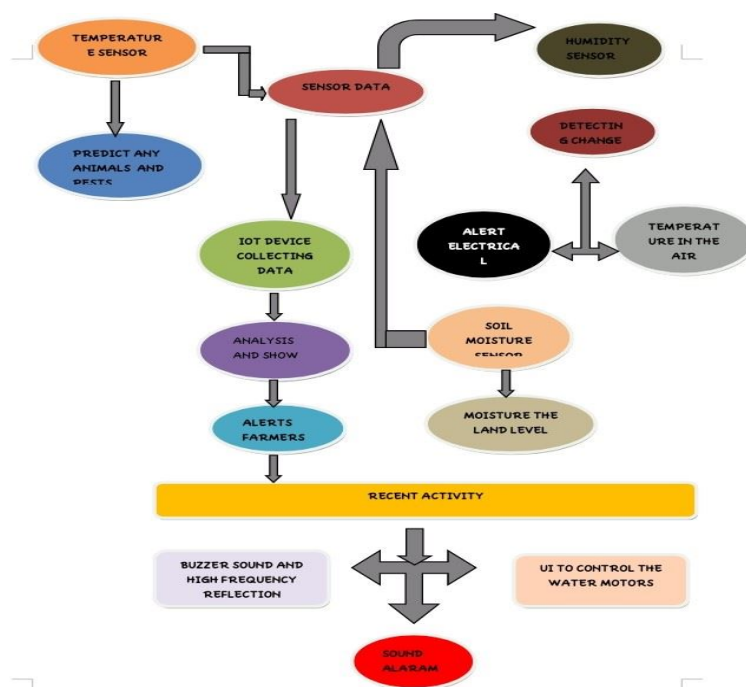 TEMPERATUR
E SENSOR
HUMIDITY
SENSOR
SENSOR DATA
DETECTIN
G CHANGE
PREDICT ANY
ANIMALS AND
PESTS
ALERT
ELECTRICA
L
TEMPERAT
URE IN THE
AIR
IOT DEVICE
COLLECTING
DATA
SOIL
MOISTURE
SENSOR
ANALYSIS
AND SHOW
MOISTURE THE
LAND LEVEL
ALERTS
FARMERS
RECENT ACTIVITY
BUZZER SOUND AND
HIGH FREQUENCY
REFLECTION
UI TO CONTROL THE
WATER MOTORS
SOUND
ALARAM